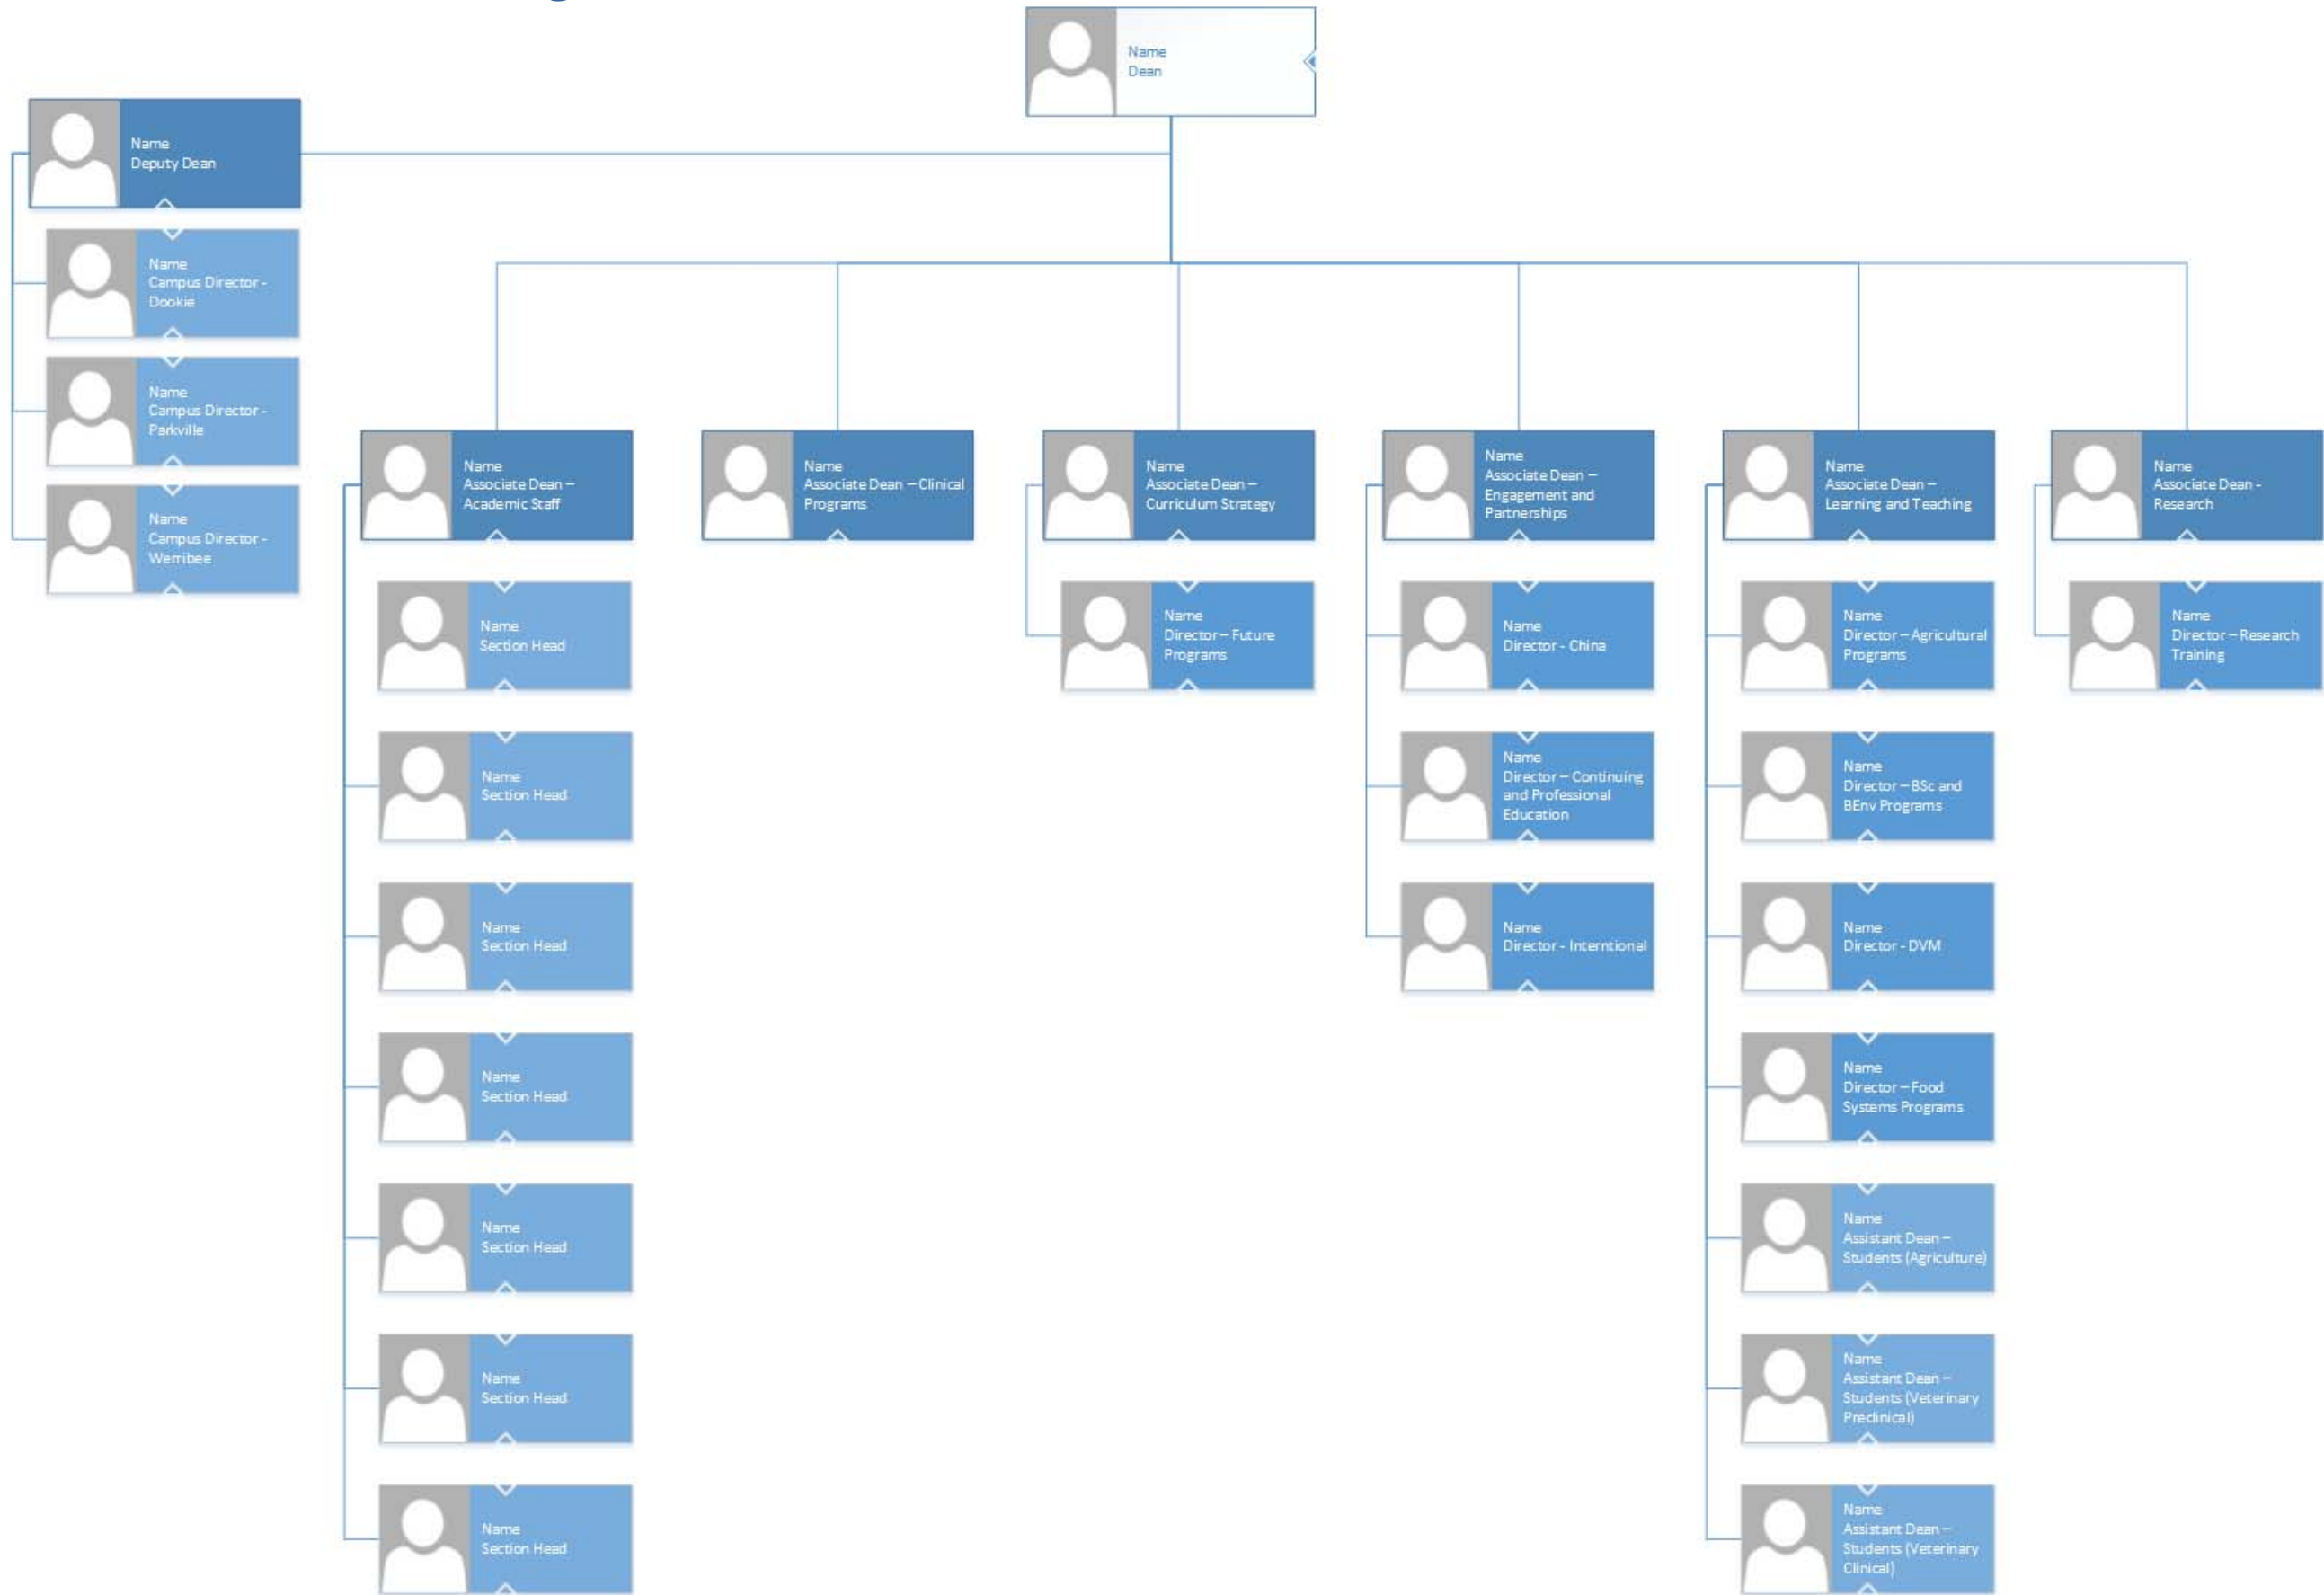 Name
Dean
Name
Deputy Dean
Name
Campus Director -
Dookie
Name
Campus Director -
Parkville
Name
Campus Director -
Werribee
Name
Associate Dean –
Academic Staff
Name
Section Head
Name
Section Head
Name
Section Head
Name
Section Head
Name
Section Head
Name
Section Head
Name
Section Head
Name
Associate Dean – Clinical
Programs
Name
Associate Dean –
Curriculum Strategy
Name
Director – Future
Programs
Name
Associate Dean –
Engagement and
Partnerships
Name
Director - China
Name
Director – Continuing
and Professional
Education
Name
Director - Interntional
Name
Associate Dean –
Learning and Teaching
Name
Director – Agricultural
Programs
Name
Director – BSc and
BEnv Programs
Name
Director - DVM
Name
Director – Food
Systems Programs
Name
Assistant Dean –
Students (Agriculture)
Name
Assistant Dean –
Students (Veterinary
Preclinical)
Name
Assistant Dean –
Students (Veterinary
Clinical)
Name
Associate Dean -
Research
Name
Director – Research
Training